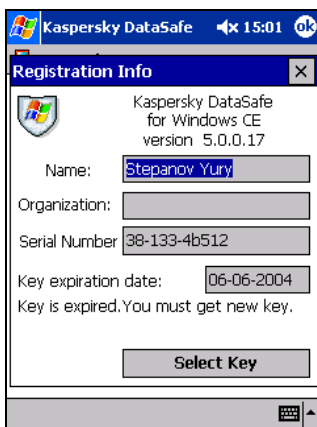 Kaspersky DataSafe 15:01 ok
Registration Info
Kaspersky DataSafe
for Windows CE
version 5.0.0.17
Name: Stepanov Yury
Organization:
Serial Number 38-133-4b512
Key expiration date: 06-06-2004
Key is expired.You must get new key.
Select Key